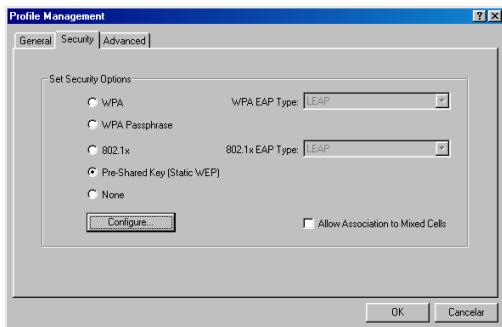 Profile Management
General Security Advanced
Set Security Options
WPA WPA EAP Type: LEAP
WPA Passphrase
802.1x 802.1x EAP Type: LEAP
Pre-Shared Key (Static WEP)
None
Configure... Allow Association to Mixed Cells
OK Cancelar